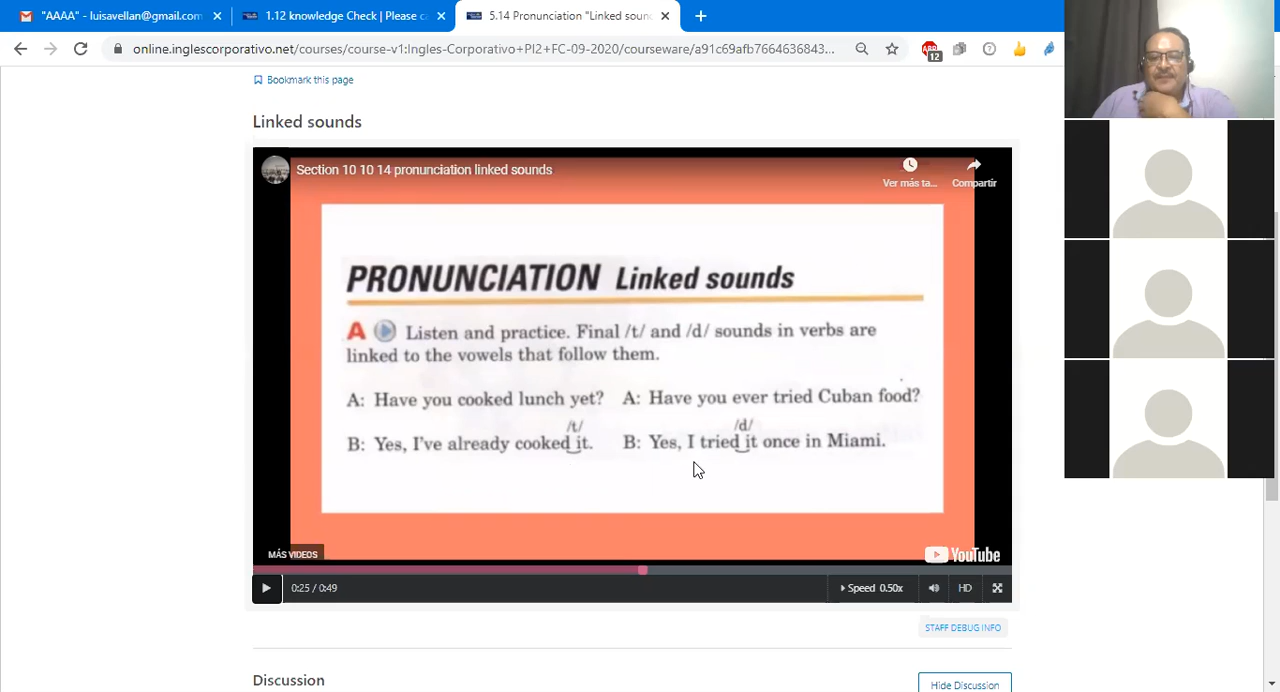 "AAAA" - luisavellan@gmail.com
1.12 knowledge Check | Please ca
5.14 Pronunciation "Linked soun
online.inglescorporativo.net/courses/course-v1:Ingles-Corporativo+PI2+FC-09-2020/courseware/a91c69afb7664636843...
12
Bookmark this page
Linked sounds
Section 10 10 14 pronunciation linked sounds
Ver más ta...
Compartir
PRONUNCIATION Linked sounds
A Listen and practice. Final /t/ and /d/ sounds in verbs are
linked to the vowels that follow them.
A: Have you cooked lunch yet?
/t/
B: Yes, I've already cooked it.
A: Have you ever tried Cuban food?
/d/
B: Yes, I tried it once in Miami.
MÁS VIDEOS
YouTube
0:25 / 0:49
Speed 0.50x
HD
STAFF DEBUG INFO
Discussion
Hide Discussion